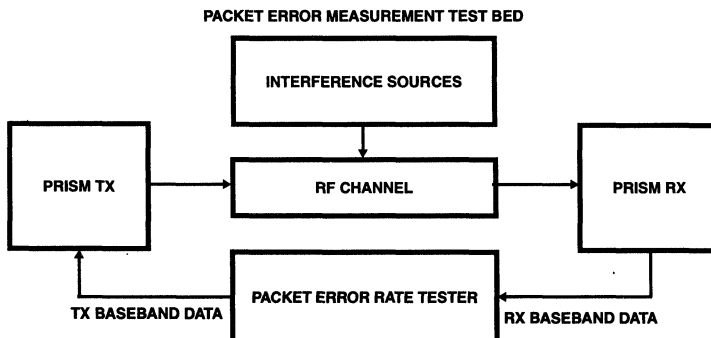 PACKET ERROR MEASUREMENT TEST BED
INTERFERENCE SOURCES
PRISM TX
RF CHANNEL
PRISM RX
PACKET ERROR RATE TESTER
TX BASEBAND DATA
RX BASEBAND DATA